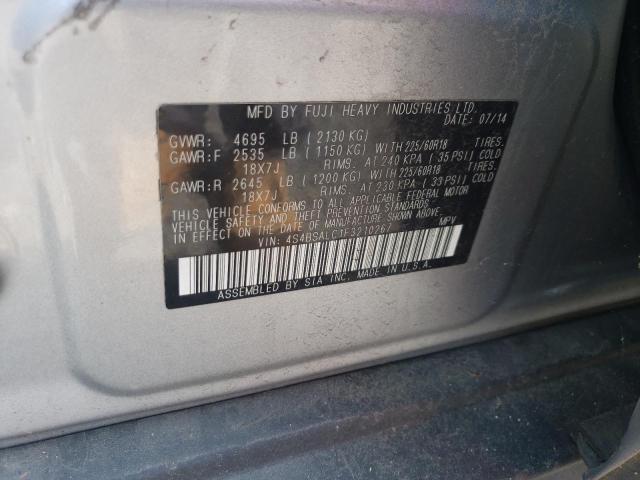 MFD BY FUJI HEAVY INDUSTRIES LTD.
DATE: 07/14
GVWR: 4695 LB (2130 KG)
GAWR:F 2535 LB (1150 KG) WITH 225/60R18 TIRES.
18X7J RIMS. AT 240 KPA (35 PSI) COLD
GAWR:R 2645 LB (1200 KG) WITH 225/60R18 TIRES.
18X7J RIMS. AT 230 KPA (33 PSI) COLD
THIS VEHICLE CONFORMS TO ALL APPLICABLE FEDERAL MOTOR
VEHICLE SAFETY AND THEFT PREVENTION STANDARDS
IN EFFECT ON THE DATE OF MANUFACTURE SHOWN ABOVE.
VIN: 4S4BSALC1F3210267 MPV
ASSEMBLED BY SIA INC. MADE IN U.S.A.